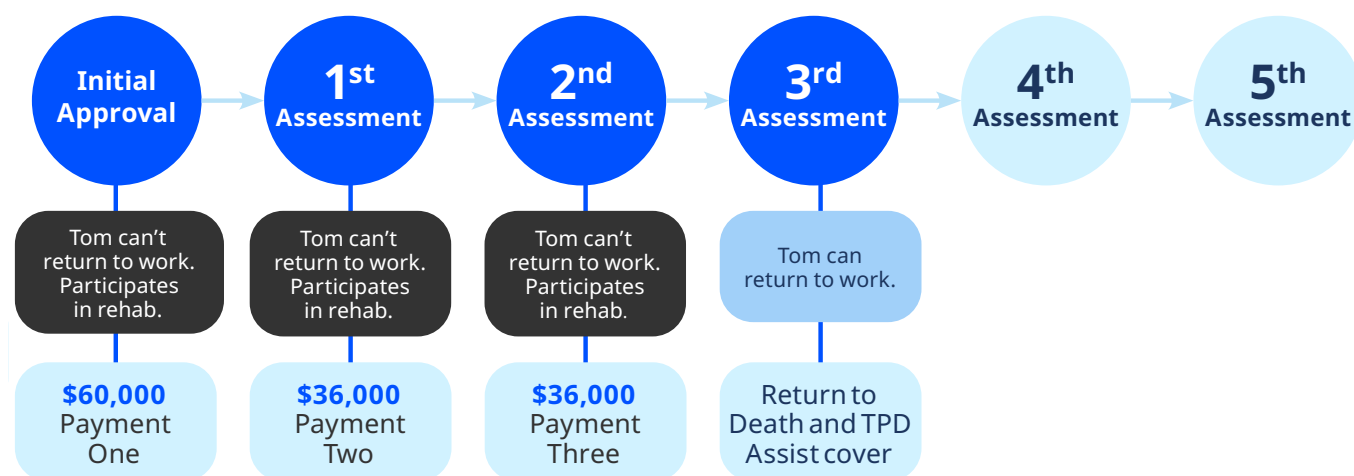 Initial
Approval
1st
Assessment
2nd
Assessment
3rd
Assessment
4th
Assessment
5th
Assessment
Tom can’t
return to work.
Participates
in rehab.
Tom can’t
return to work.
Participates
in rehab.
Tom can’t
return to work.
Participates
in rehab.
Tom can
return to work.
$60,000
Payment
One
$36,000
Payment
Two
$36,000
Payment
Three
Return to
Death and TPD
Assist cover